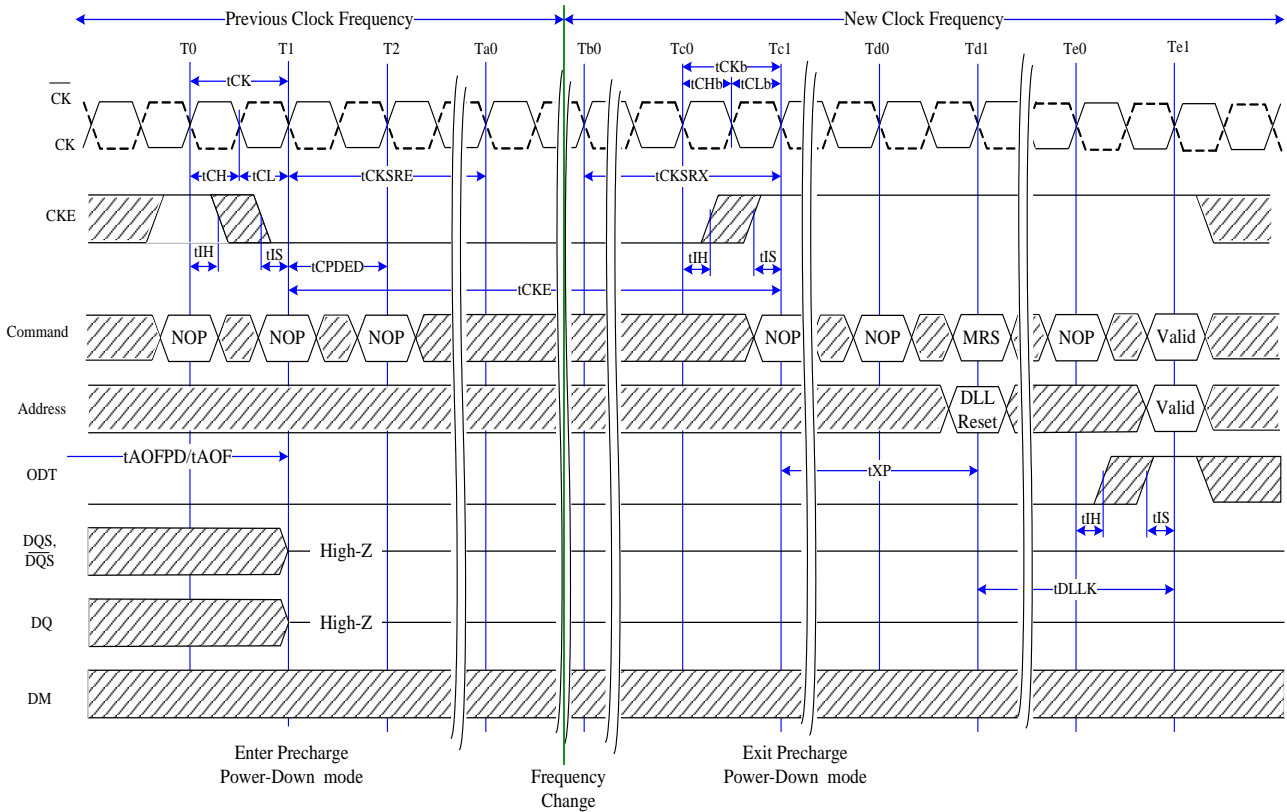 Previous Clock Frequency New Clock Frequency
T0 T1 T2 Ta0 Tb0 Tc0 Tc1 Td0 Td1 Te0 Te1
tCK tCKb
tCHb tCLb
CK
CK
tCH tCL tCKSRE tCKSRX
CKE
tIH tIS tCPDED tIH tIS
tCKE
Command NOP NOP NOP NOP NOP MRS NOP Valid
Address DLL Reset Valid
tAOFPD/tAOF
ODT tXP
tIH tIS
DQS,
DQS High-Z
tDLLK
DQ High-Z
DM
Enter Precharge
Power-Down mode
Frequency
Change
Exit Precharge
Power-Down mode